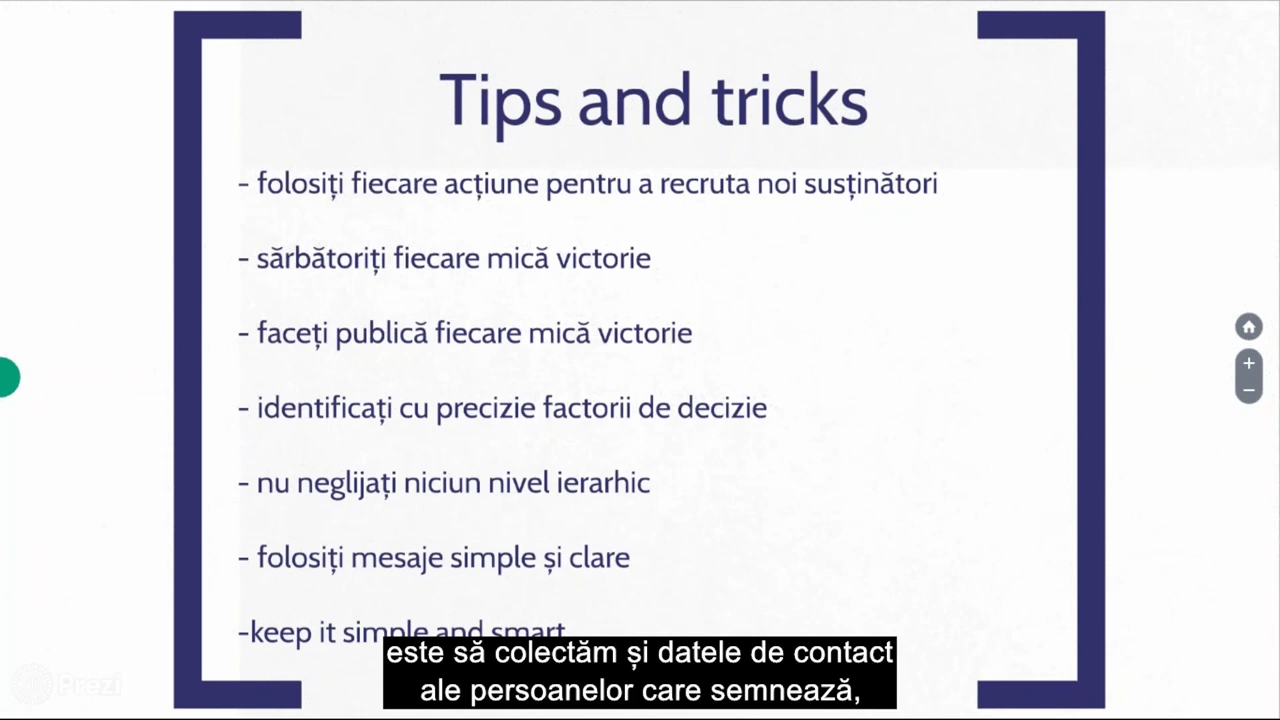 Tips and tricks
- folosiți fiecare acțiune pentru a recruta noi susținători
- sărbătoriți fiecare mică victorie
- faceți publică fiecare mică victorie
- identificați cu precizie factorii de decizie
- nu neglijați niciun nivel ierarhic
- folosiți mesaje simple și clare
-keep it simple and smart
este să colectăm și datele de contact
ale persoanelor care semnează,
Prezi